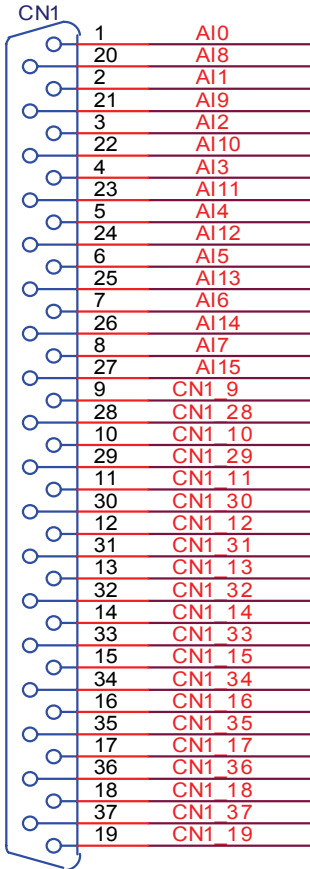 CN1
1 AI0
20 AI8
2 AI1
21 AI9
3 AI2
22 AI10
4 AI3
23 AI11
5 AI4
24 AI12
6 AI5
25 AI13
7 AI6
26 AI14
8 AI7
27 AI15
9 CN1_9
28 CN1_28
10 CN1_10
29 CN1_29
11 CN1_11
30 CN1_30
12 CN1_12
31 CN1_31
13 CN1_13
32 CN1_32
14 CN1_14
33 CN1_33
15 CN1_15
34 CN1_34
16 CN1_16
35 CN1_35
17 CN1_17
36 CN1_36
18 CN1_18
37 CN1_37
19 CN1_19